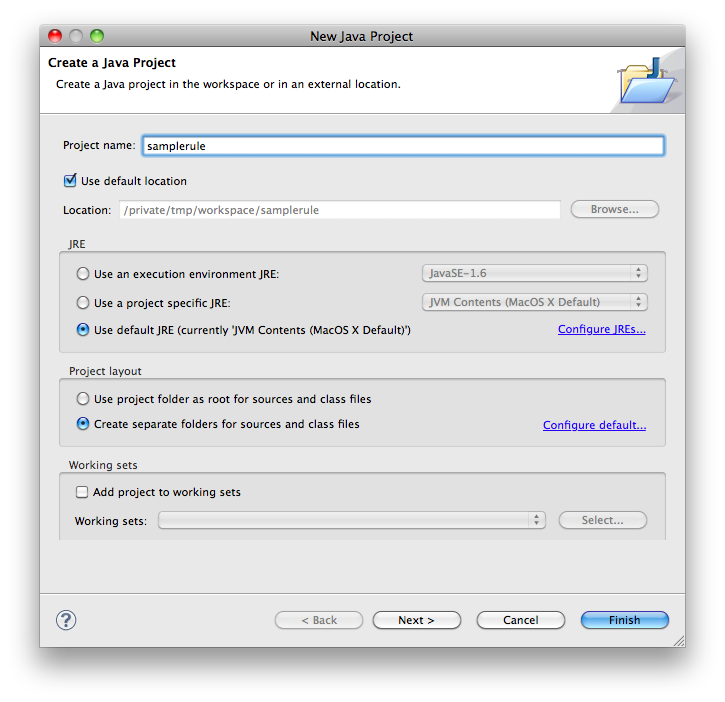 New Java Project
Create a Java Project
Create a Java project in the workspace or in an external location.
Project name: samplerule
Use default location
Location: /private/tmp/workspace/samplerule Browse...
JRE
Use an execution environment JRE: JavaSE-1.6
Use a project specific JRE: JVM Contents (MacOS X Default)
Use default JRE (currently 'JVM Contents (MacOS X Default)') Configure JREs...
Project layout
Use project folder as root for sources and class files
Create separate folders for sources and class files Configure default...
Working sets
Add project to working sets
Working sets: Select...
? < Back Next > Cancel Finish